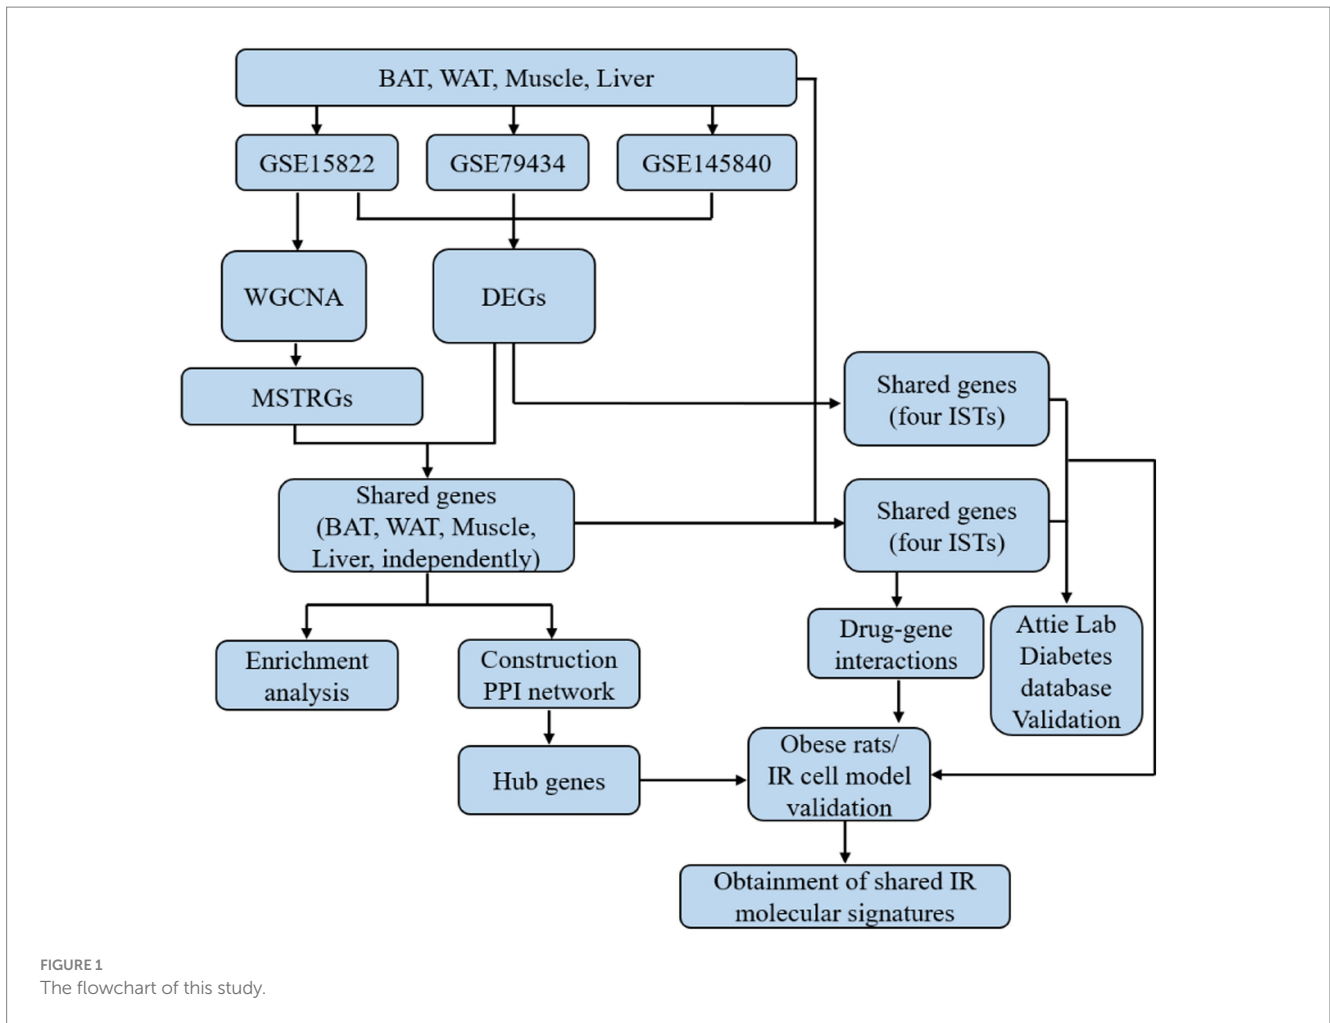 BAT, WAT, Muscle, Liver
GSE15822
GSE79434
GSE145840
WGCNA
DEGs
MSTRGs
Shared genes
(four ISTs)
Shared genes
(BAT, WAT, Muscle,
Liver, independently)
Shared genes
(four ISTs)
Enrichment
analysis
Construction
PPI network
Drug-gene
interactions
Attie Lab
Diabetes
database
Validation
Hub genes
Obese rats/
IR cell model
validation
Obtainment of shared IR
molecular signatures
FIGURE 1
The flowchart of this study.